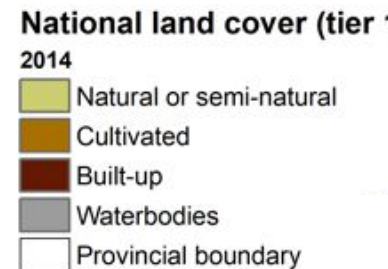 National land cover (tier
2014
Natural or semi-natural
Cultivated
Built-up
Waterbodies
Provincial boundary